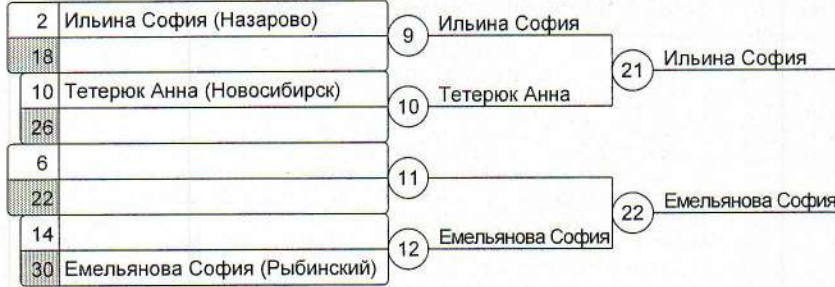 2 Ильина София (Назарово)
18
9 Ильина София
21 Ильина София
10 Тетерюк Анна (Новосибирск)
26
10 Тетерюк Анна
6
22
11
22 Емельянова София
14
30 Емельянова София (Рыбинский)
12 Емельянова София